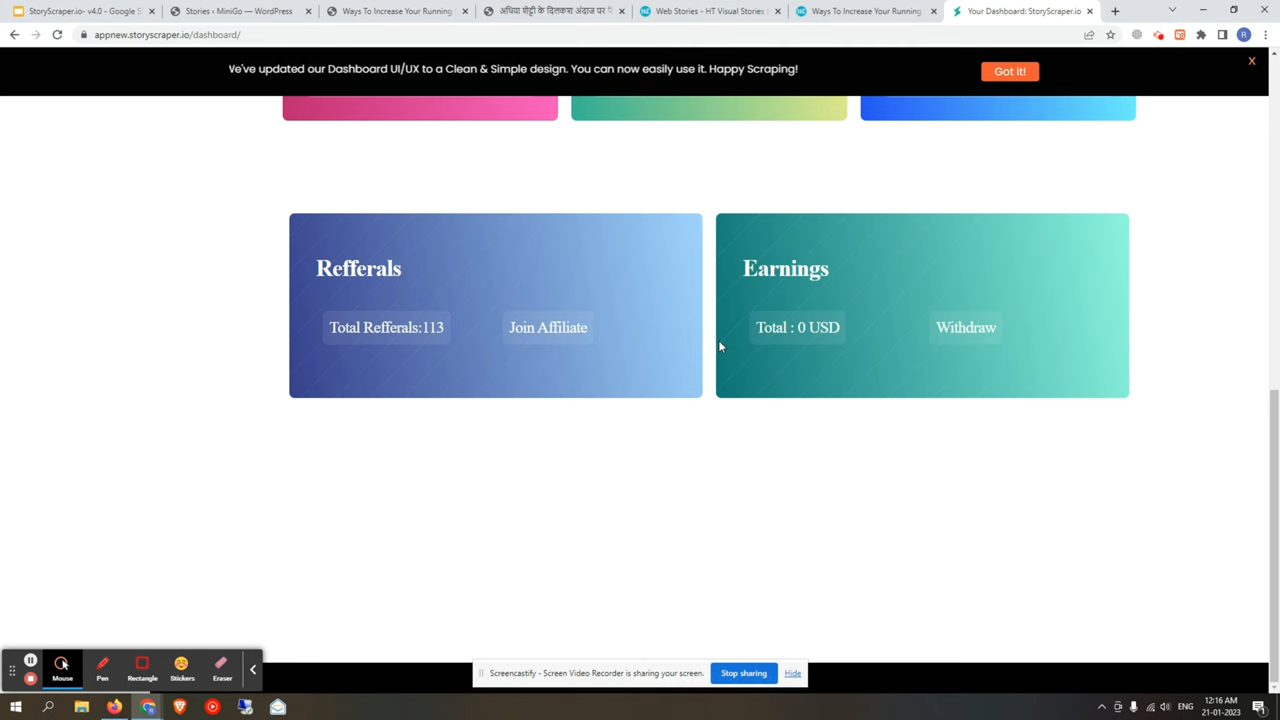 StoryScraper.io- v4.0 - Google S
Stories ‹ MiniGo — WordPress
Ways To Increase Your Running
अथिया शेट्टी के दिलकश अंदाज पर
Web Stories - HT Visual Stories
Ways To Increase Your Running
Your Dashboard: StoryScraper.io
appnew.storyscraper.io/dashboard/
R
We've updated our Dashboard UI/UX to a Clean & Simple design. You can now easily use it. Happy Scraping!
Got it!
X
Refferals
Total Refferals:113
Join Affiliate
Earnings
Total : 0 USD
Withdraw
Mouse
Pen
Rectangle
Stickers
Eraser
Screencastify - Screen Video Recorder is sharing your screen.
Stop sharing
Hide
ENG
12:16 AM
21-01-2023